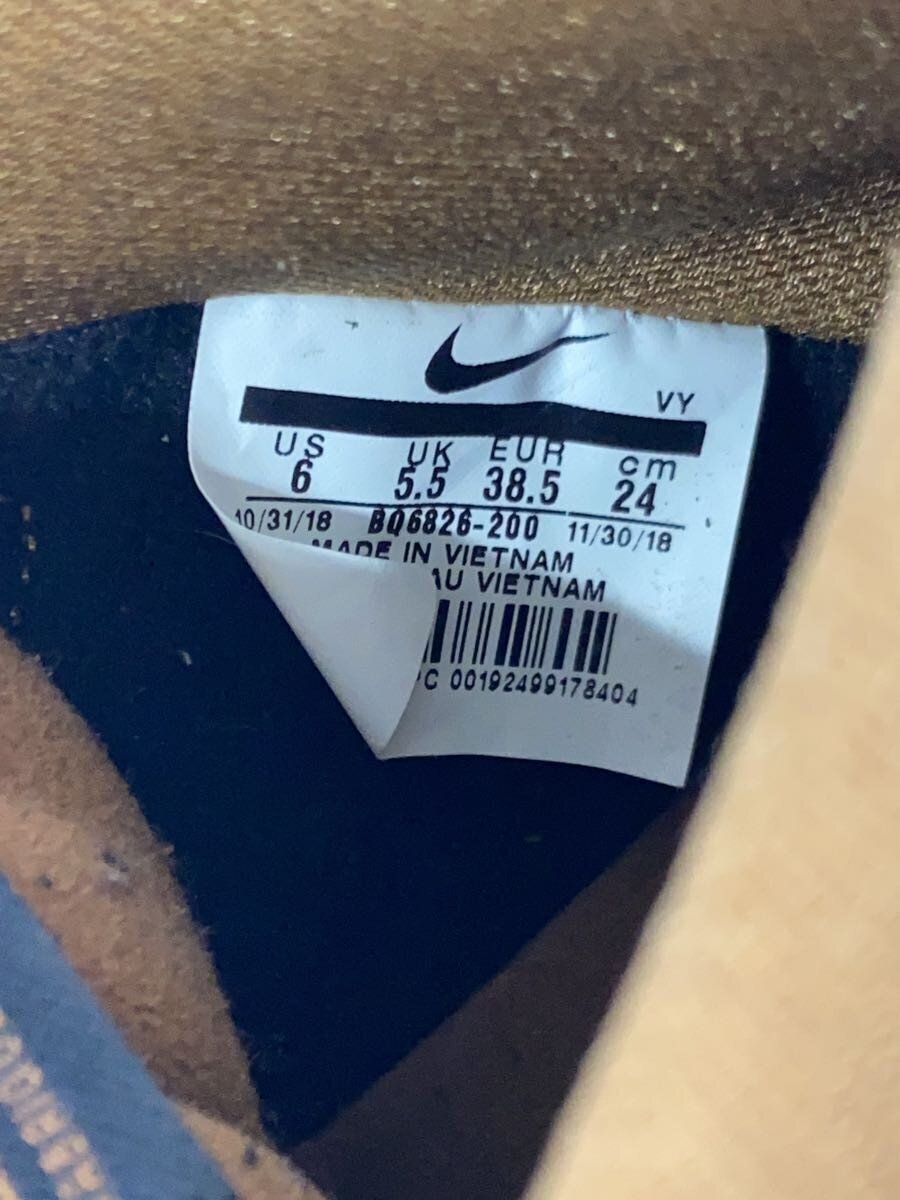 VY
US UK EUR cm
6 5.5 38.5 24
10/31/18 BQ6826-200 11/30/18
MADE IN VIETNAM
AU VIETNAM
00192499178404